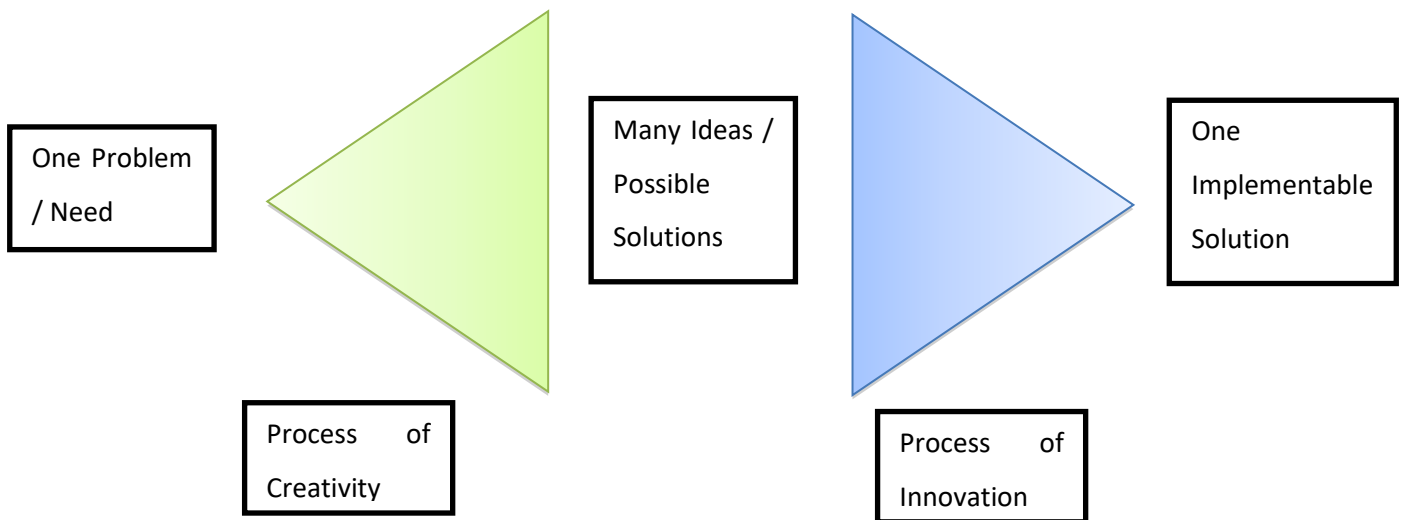 One Problem
/ Need
Many Ideas /
Possible
Solutions
One
Implementable
Solution
Process of
Creativity
Process of
Innovation